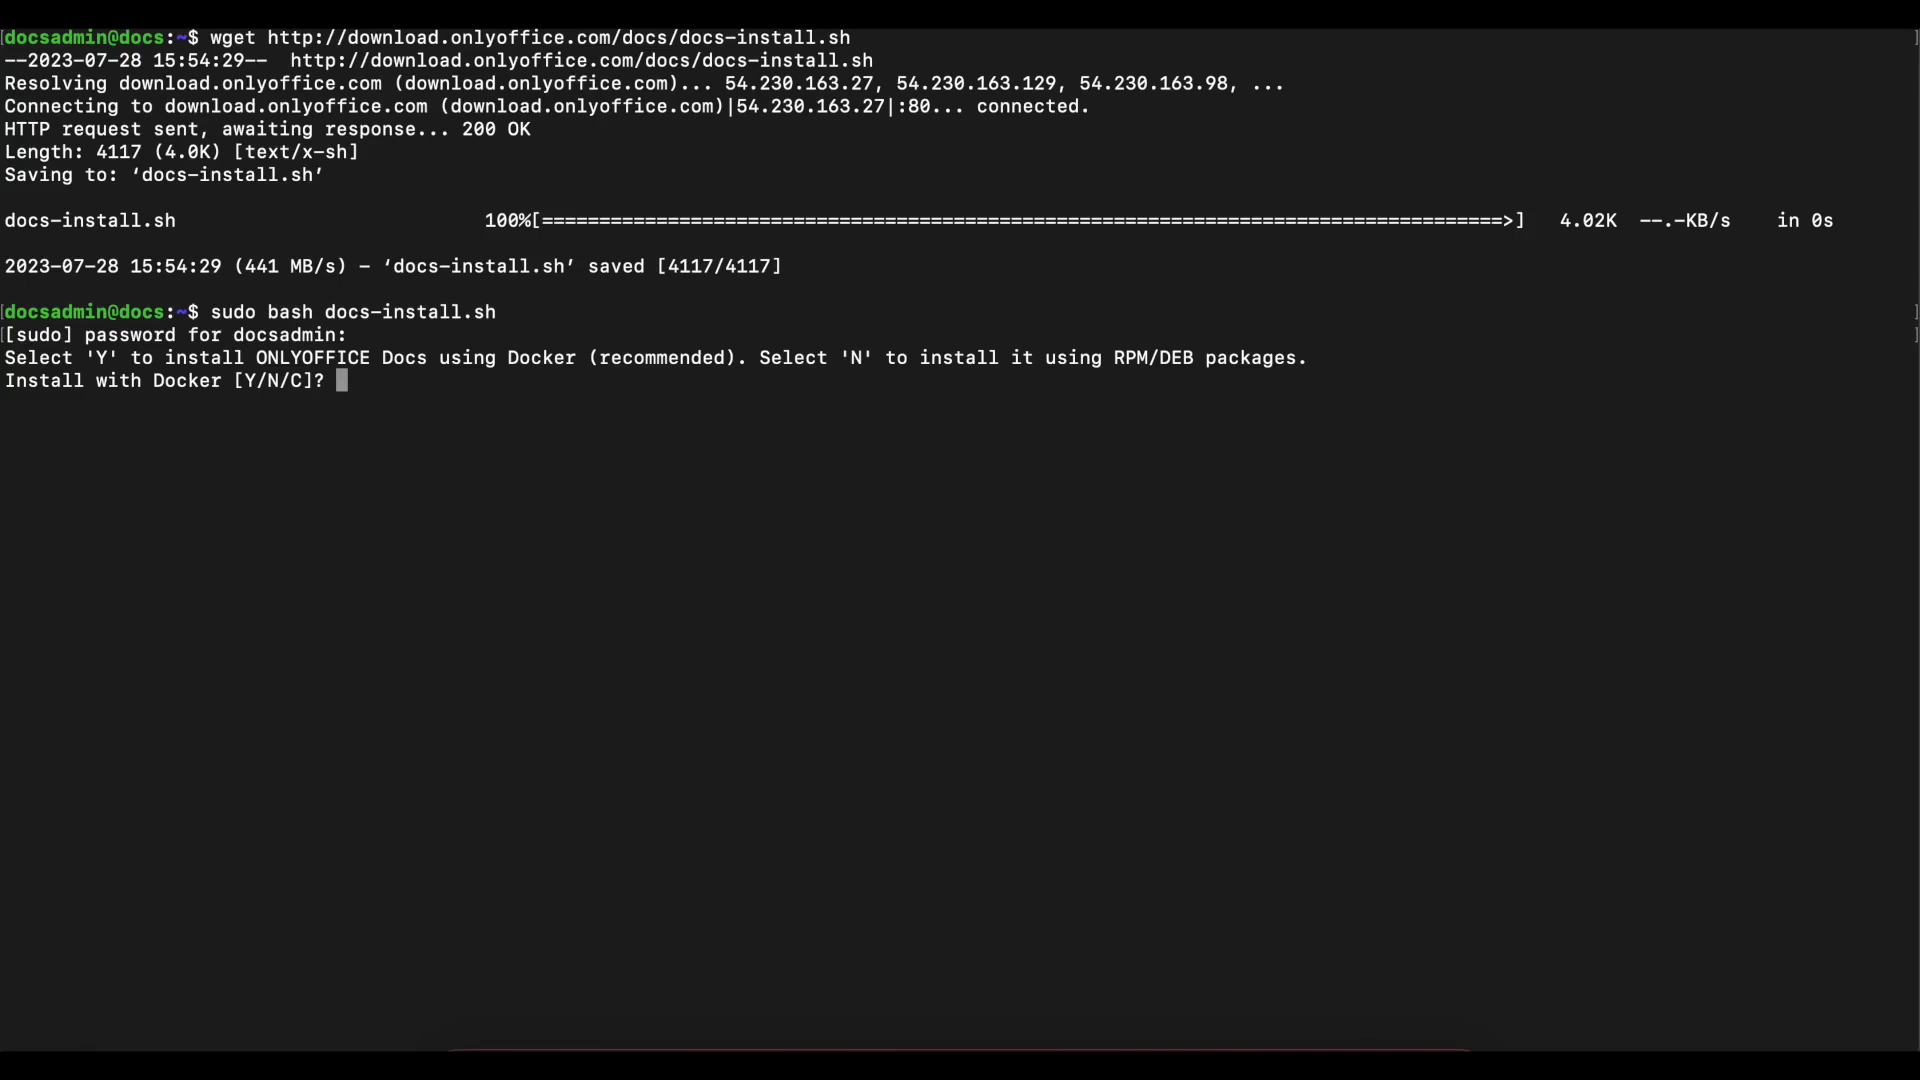 [docsadmin@docs:~$ wget http://download.onlyoffice.com/docs/docs-install.sh ]
--2023-07-28 15:54:29--  http://download.onlyoffice.com/docs/docs-install.sh
Resolving download.onlyoffice.com (download.onlyoffice.com)... 54.230.163.27, 54.230.163.129, 54.230.163.98, ...
Connecting to download.onlyoffice.com (download.onlyoffice.com)|54.230.163.27|:80... connected.
HTTP request sent, awaiting response... 200 OK
Length: 4117 (4.0K) [text/x-sh]
Saving to: ‘docs-install.sh’
docs-install.sh 100%[====================================================================================>] 4.02K --.-KB/s in 0s
2023-07-28 15:54:29 (441 MB/s) - ‘docs-install.sh’ saved [4117/4117]
[docsadmin@docs:~$ sudo bash docs-install.sh ]
[[sudo] password for docsadmin: ]
Select 'Y' to install ONLYOFFICE Docs using Docker (recommended). Select 'N' to install it using RPM/DEB packages.
Install with Docker [Y/N/C]?